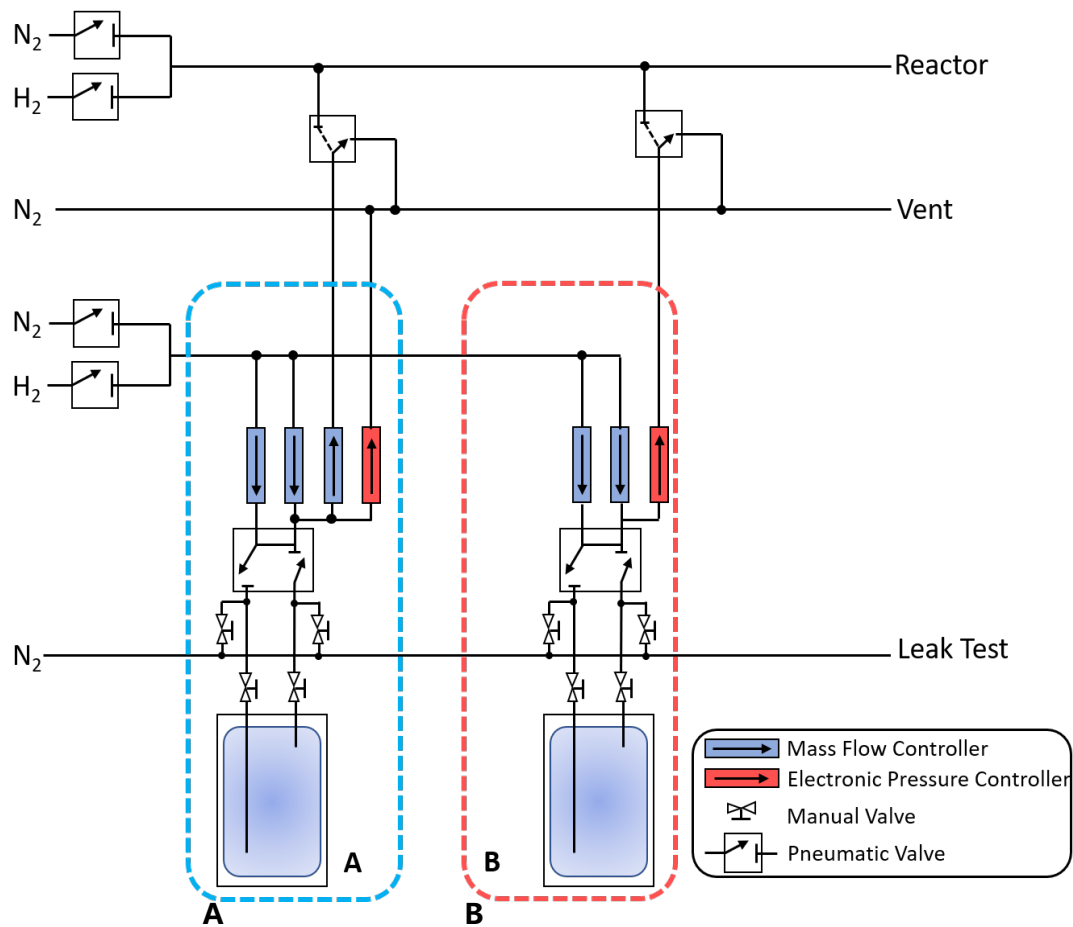 N₂
Reactor
H₂
N₂
Vent
N₂
H₂
N₂
Leak Test
Mass Flow Controller
Electronic Pressure Controller
Manual Valve
Pneumatic Valve
A
B
A
B